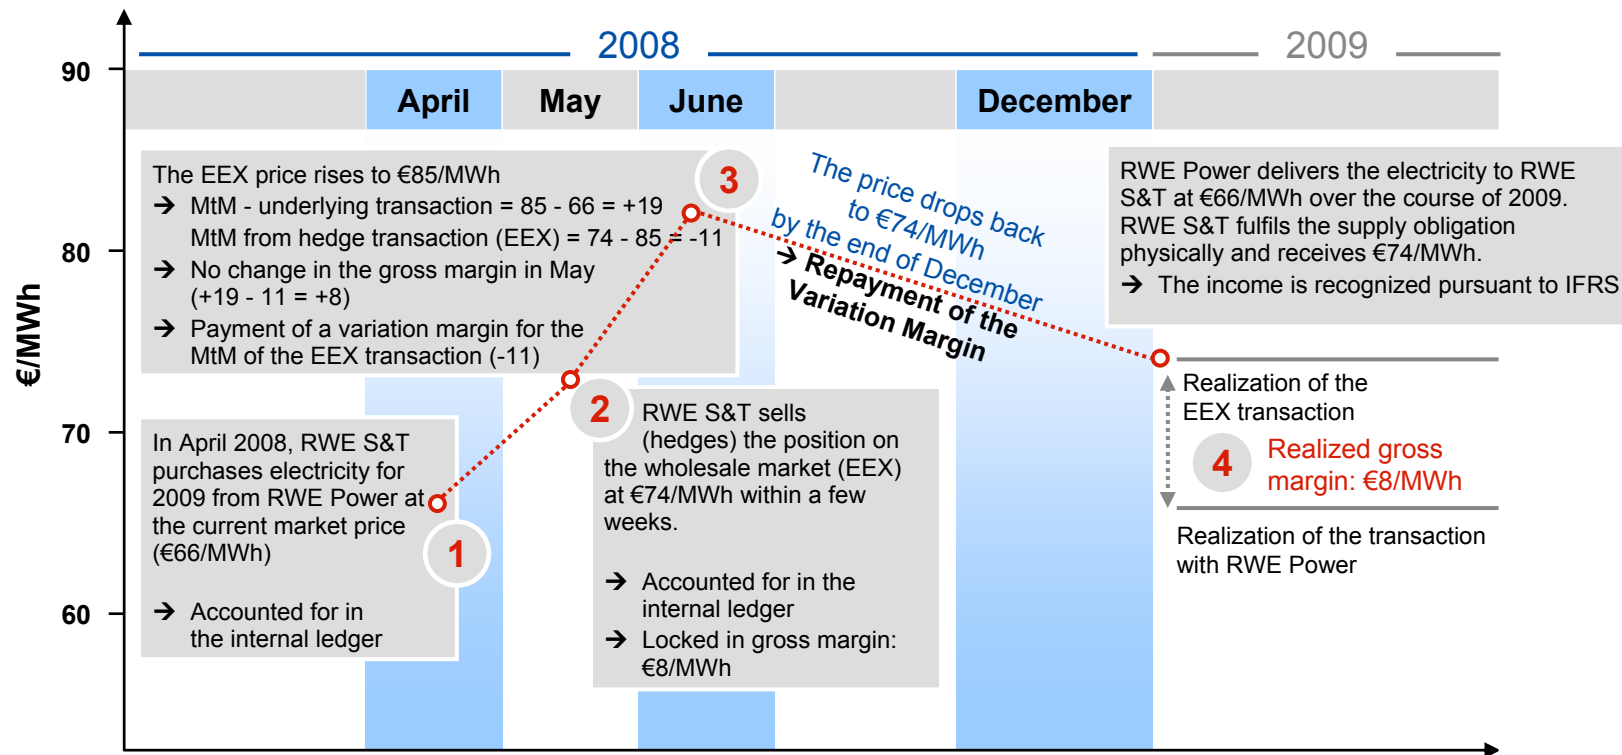 2008
2009
90
80
70
60
€/MWh
April
May
June
December
The EEX price rises to €85/MWh
→ MtM - underlying transaction = 85 - 66 = +19
MtM from hedge transaction (EEX) = 74 - 85 = -11
→ No change in the gross margin in May
(+19 - 11 = +8)
→ Payment of a variation margin for the
MtM of the EEX transaction (-11)
3
The price drops back
to €74/MWh
by the end of December
→ Repayment of the
Variation Margin
RWE Power delivers the electricity to RWE
S&T at €66/MWh over the course of 2009.
RWE S&T fulfils the supply obligation
physically and receives €74/MWh.
→ The income is recognized pursuant to IFRS
In April 2008, RWE S&T
purchases electricity for
2009 from RWE Power at
the current market price
(€66/MWh)
→ Accounted for in
the internal ledger
1
2
RWE S&T sells
(hedges) the position on
the wholesale market (EEX)
at €74/MWh within a few
weeks.
→ Accounted for in the
internal ledger
→ Locked in gross margin:
€8/MWh
Realization of the
EEX transaction
4
Realized gross
margin: €8/MWh
Realization of the transaction
with RWE Power